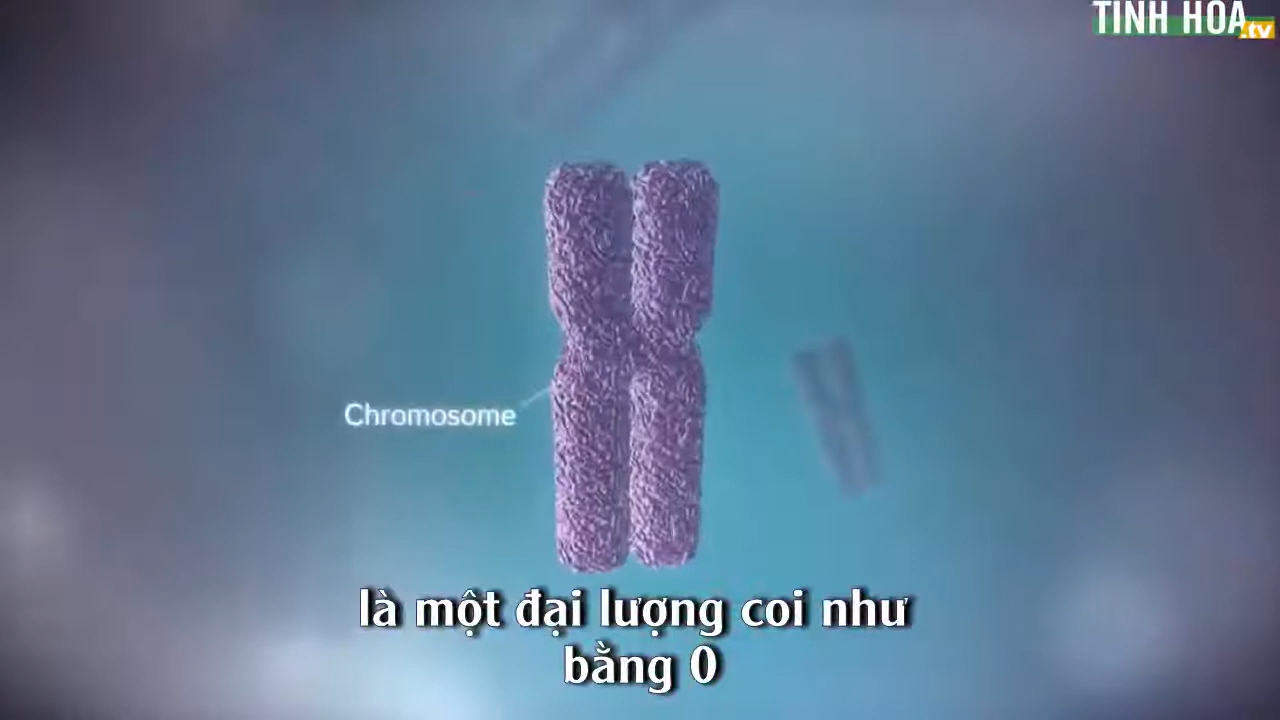 TINH HOA
.tv
Chromosome
là một đại lượng coi như
bằng 0